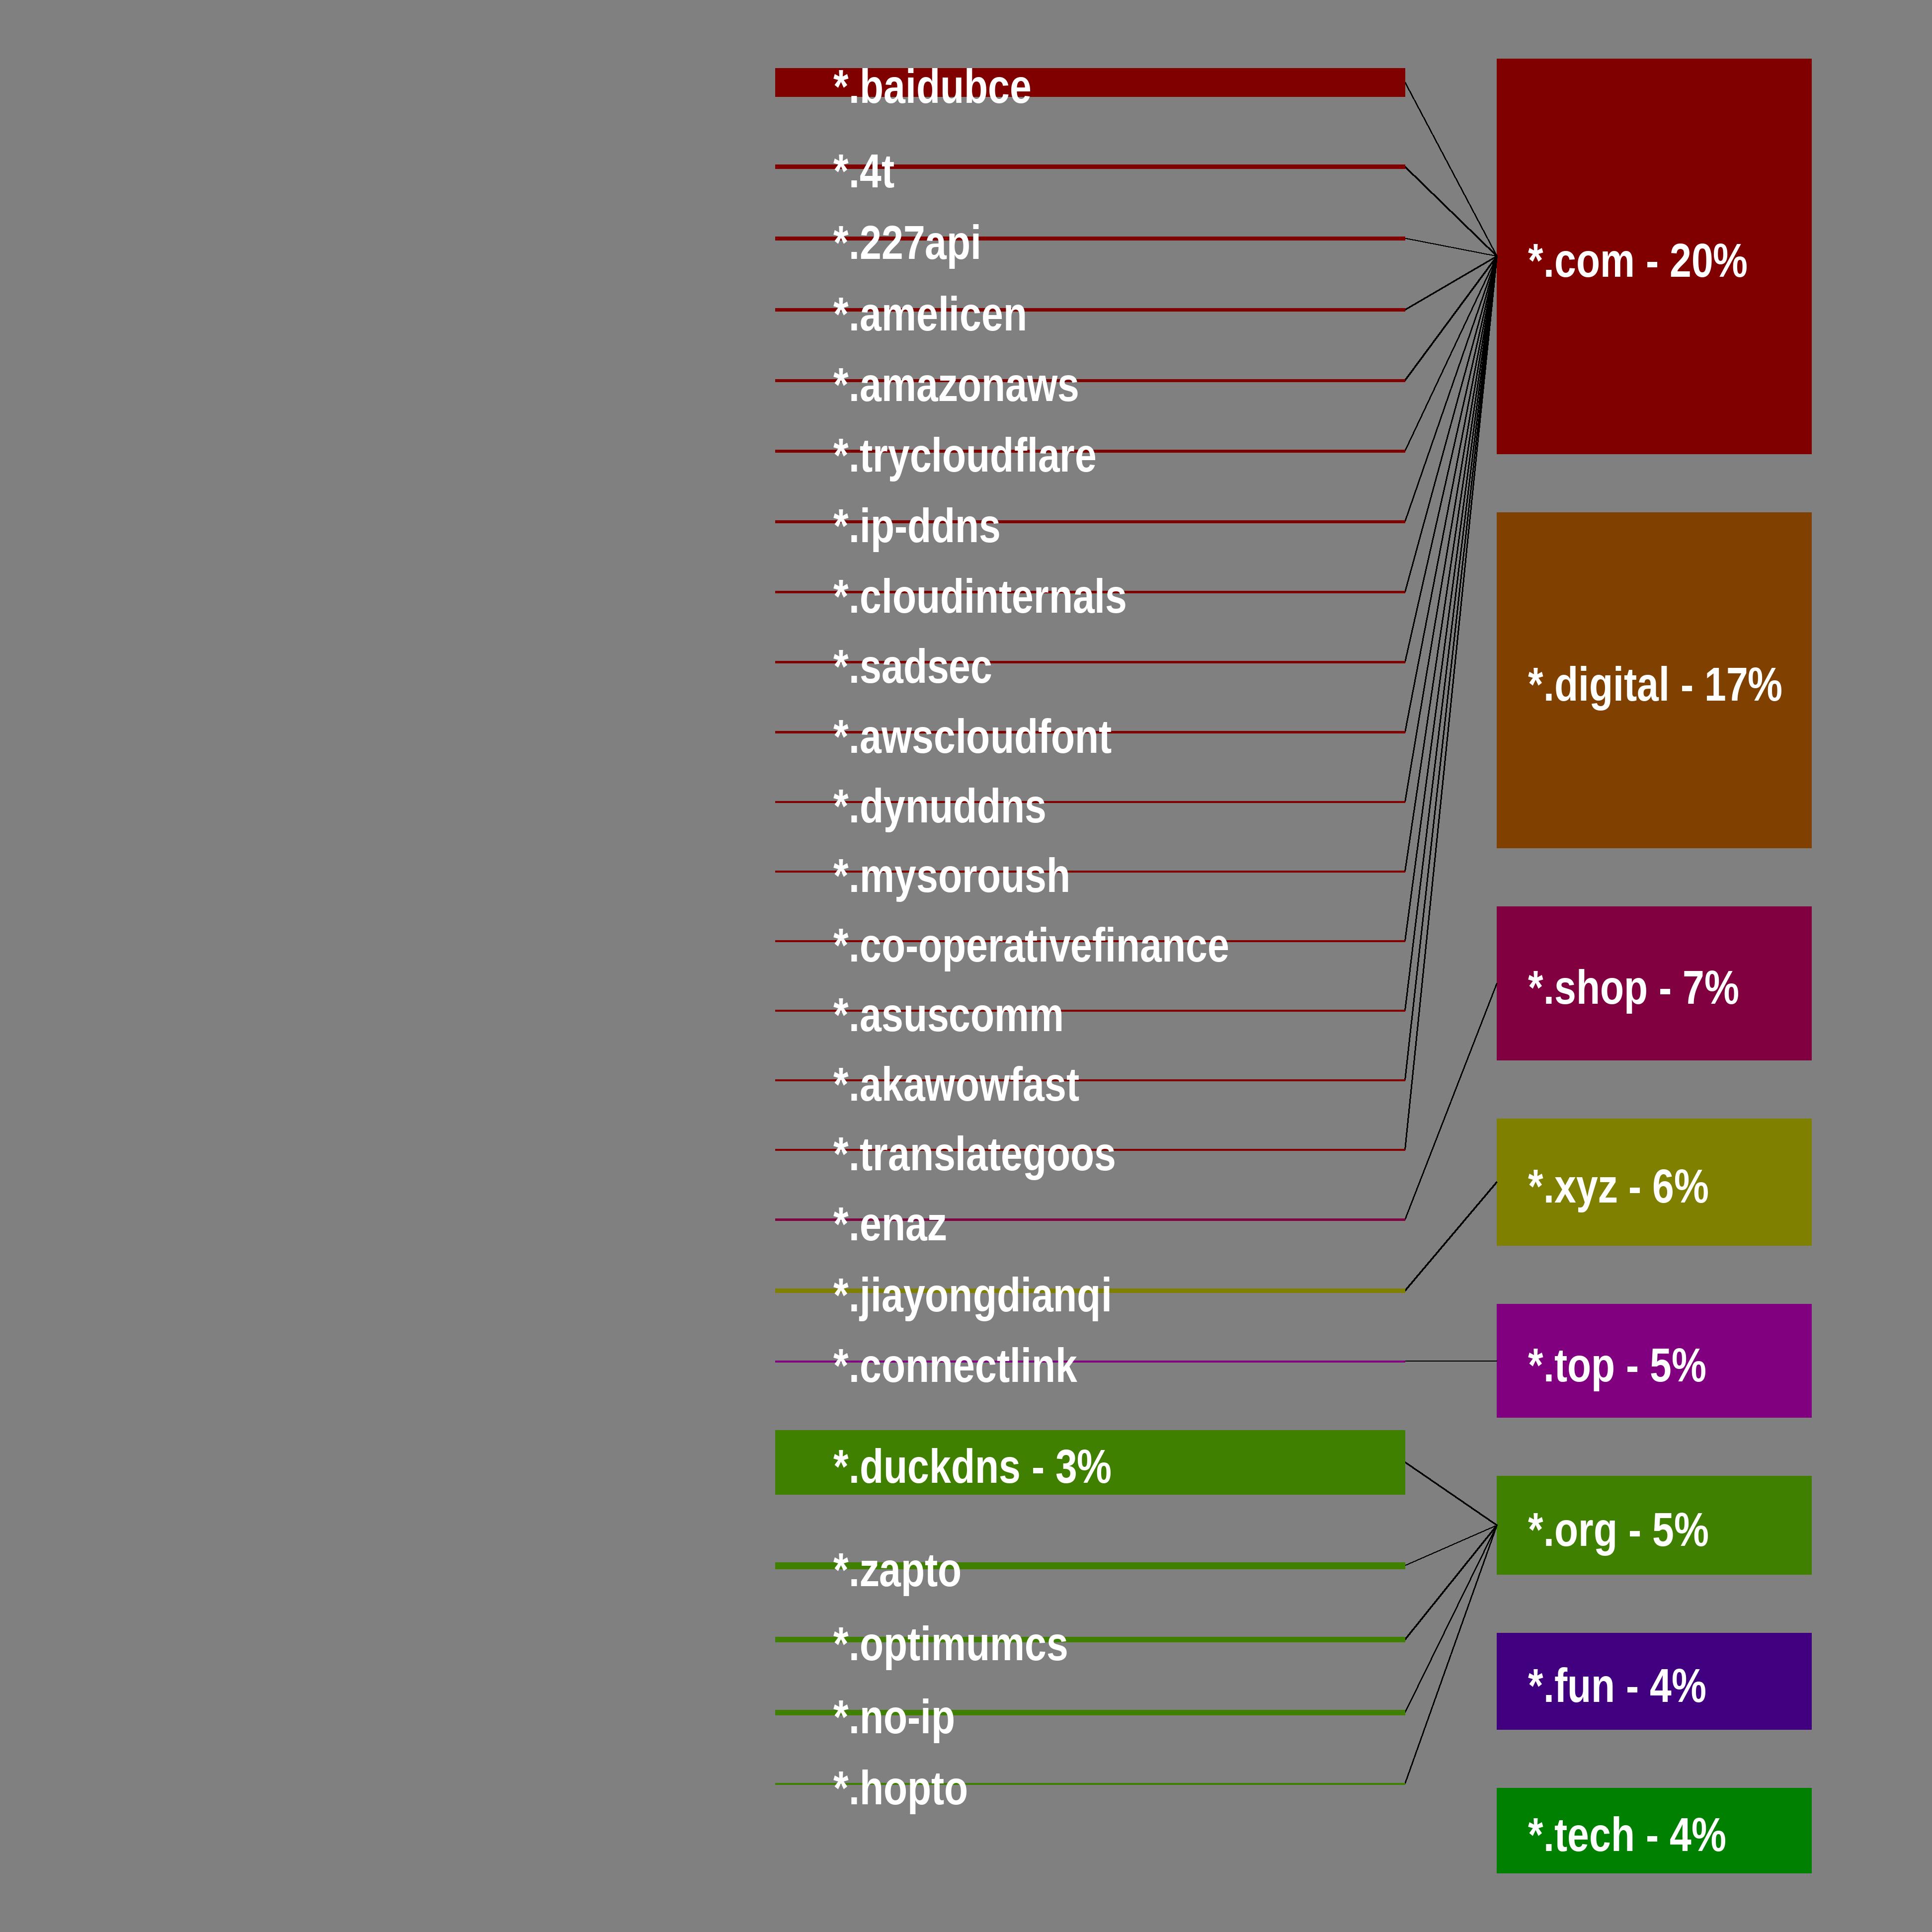 *.baidubce
*.4t
*.227api
*.amelicen
*.amazonaws
*.trycloudflare
*.ip-ddns
*.cloudinternals
*.sadsec
*.awscloudfont
*.dynuddns
*.mysoroush
*.co-operativefinance
*.asuscomm
*.akawowfast
*.translategoos
*.enaz
*.jiayongdianqi
*.connectlink
*.duckdns - 3%
*.zapto
*.optimumcs
*.no-ip
*.hopto
*.com - 20%
*.digital - 17%
*.shop - 7%
*.xyz - 6%
*.top - 5%
*.org - 5%
*.fun - 4%
*.tech - 4%